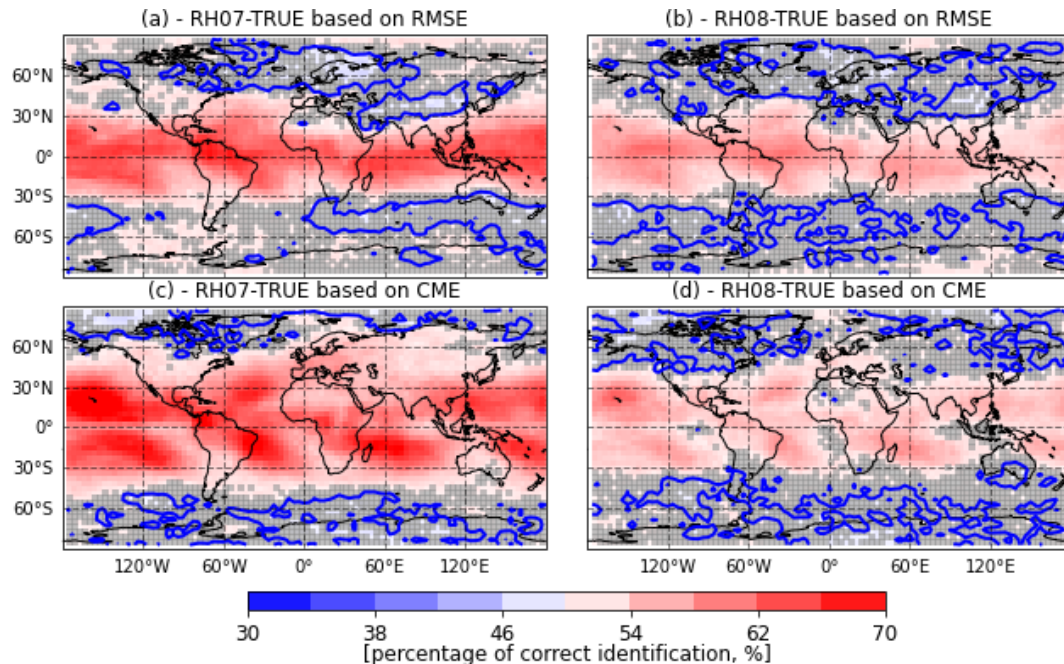 (a) - RH07-TRUE based on RMSE
(b) - RH08-TRUE based on RMSE
60°N
30°N
0°
30°S
60°S
(c) - RH07-TRUE based on CME
(d) - RH08-TRUE based on CME
60°N
30°N
0°
30°S
60°S
120°W 60°W 0° 60°E 120°E
120°W 60°W 0° 60°E 120°E
30 38 46 54 62 70
[percentage of correct identification, %]